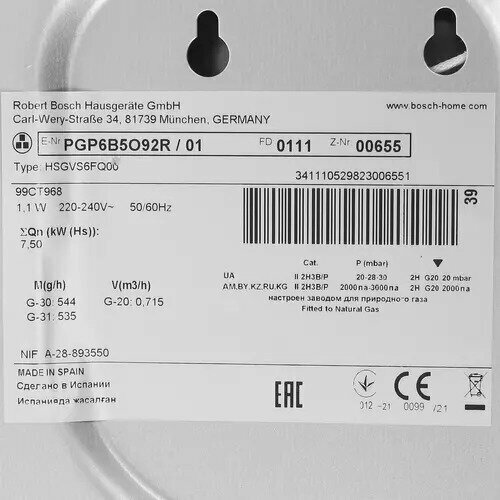 Robert Bosch Hausgeräte GmbH
www.bosch-home.com
Carl-Wery-Straße 34, 81739 München, GERMANY
E-Nr PGP6B5O92R / 01 FD 0111 Z-Nr 00655
Type: HSGVS6FQ00
341110529823006551
99CT968
1,1 W 220-240V~ 50/60Hz
39
ΣQn (kW (Hs)):
7,50
Cat. P (mbar)
UA II 2H3B/P 20-28-30 2H G20 20 mbar
M(g/h) V(m3/h)
AM.BY.KZ.RU.KG II 2H3B/P 2000па-3000па 2H G20 2000па
G-30: 544 G-20: 0,715
настроен заводом для природного газа
G-31: 535
Fitted to Natural Gas
NIF A-28-893550
MADE IN SPAIN
Сделано в Испании
Испанияда жасалған
EAC
CE
012 -21 0099 /21